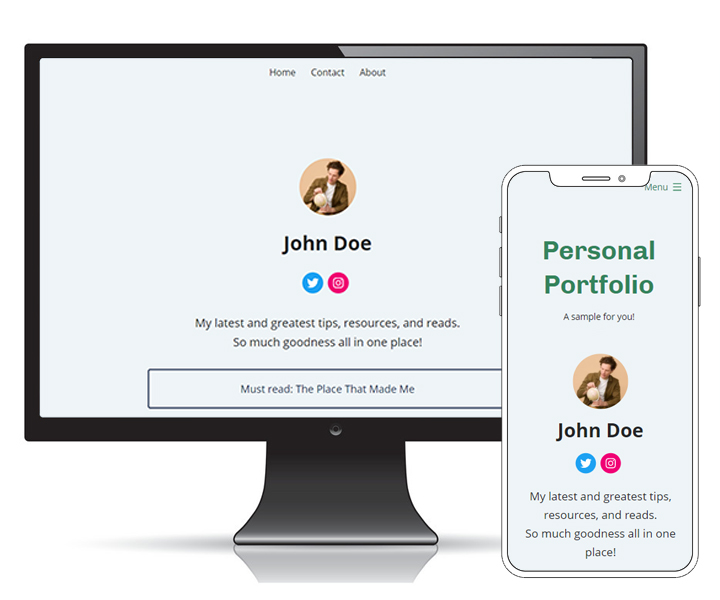 Home Contact About
John Doe
My latest and greatest tips, resources, and reads.
So much goodness all in one place!
Must read: The Place That Made Me
Menu
Personal
Portfolio
A sample for you!
John Doe
My latest and greatest tips,
resources, and reads.
So much goodness all in one
place!